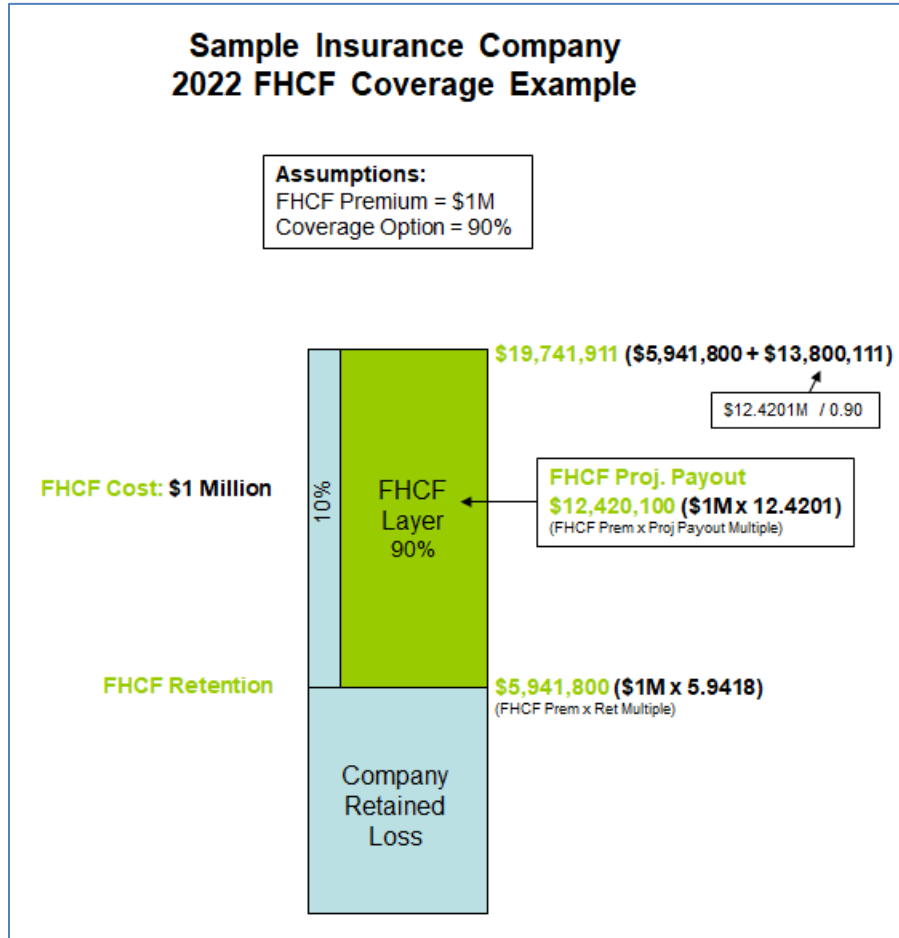 Sample Insurance Company
2022 FHCF Coverage Example
Assumptions:
FHCF Premium = $1M
Coverage Option = 90%
$19,741,911 ($5,941,800 + $13,800,111)
$12.4201M / 0.90
FHCF Cost: $1 Million
10%
FHCF
Layer
90%
FHCF Proj. Payout
$12,420,100 ($1M x 12.4201)
(FHCF Prem x Proj Payout Multiple)
FHCF Retention
$5,941,800 ($1M x 5.9418)
(FHCF Prem x Ret Multiple)
Company
Retained
Loss